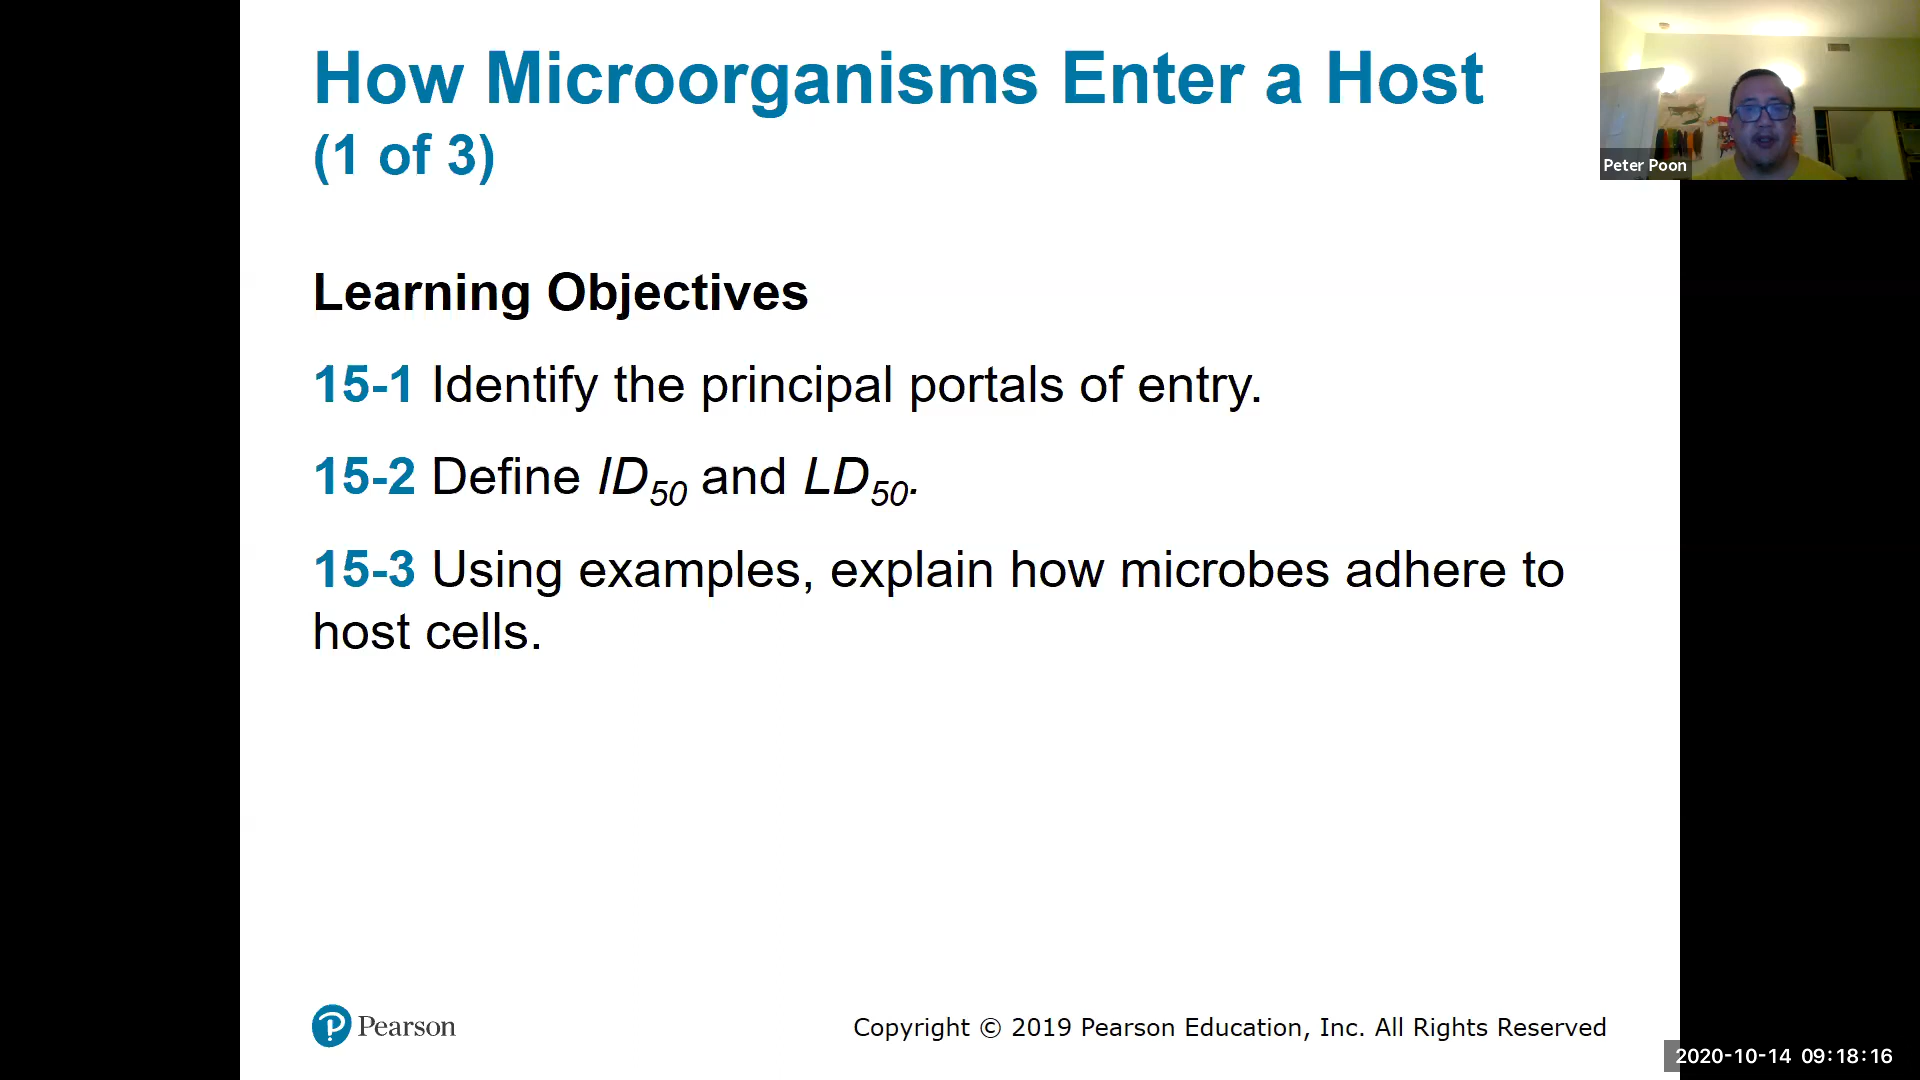 How Microorganisms Enter a Host
(1 of 3)
Peter Poon
Learning Objectives
15-1 Identify the principal portals of entry.
15-2 Define ID50 and LD50.
15-3 Using examples, explain how microbes adhere to
host cells.
Pearson
Copyright © 2019 Pearson Education, Inc. All Rights Reserved
2020-10-14 09:18:16